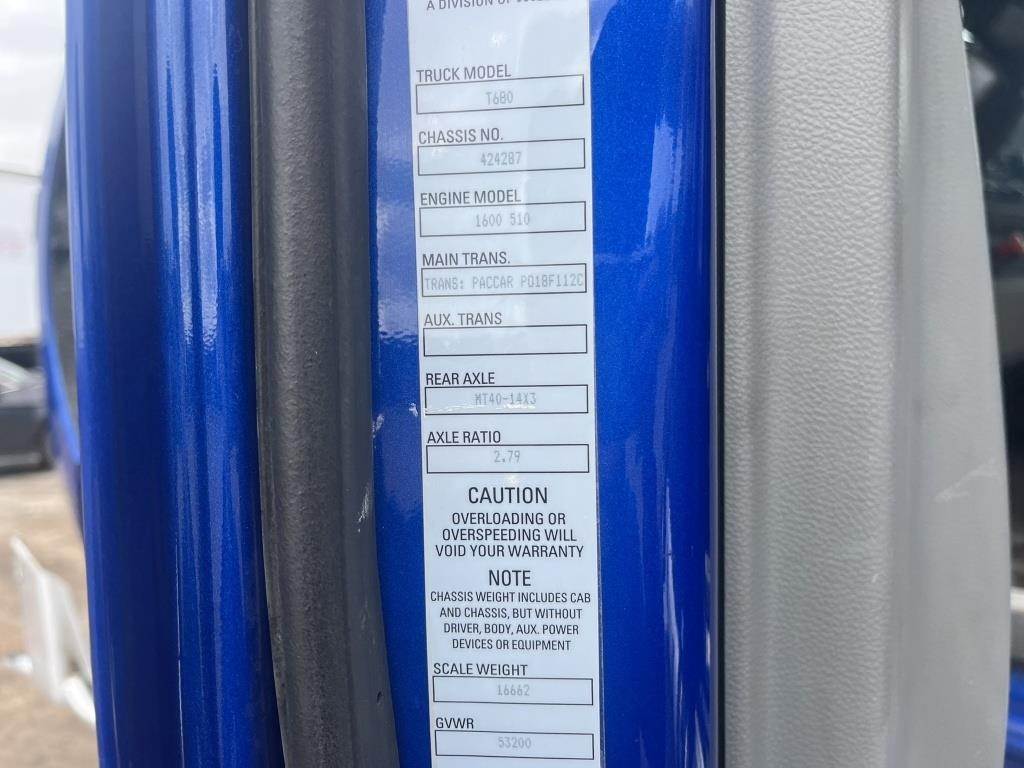 A DIVISION OF
TRUCK MODEL
T680
CHASSIS NO.
424287
ENGINE MODEL
1600 510
MAIN TRANS.
TRANS: PACCAR PO18F112C
AUX. TRANS
REAR AXLE
MT40-14X3
AXLE RATIO
2.79
CAUTION
OVERLOADING OR
OVERSPEEDING WILL
VOID YOUR WARRANTY
NOTE
CHASSIS WEIGHT INCLUDES CAB
AND CHASSIS, BUT WITHOUT
DRIVER, BODY, AUX. POWER
DEVICES OR EQUIPMENT
SCALE WEIGHT
16662
GVWR
53200